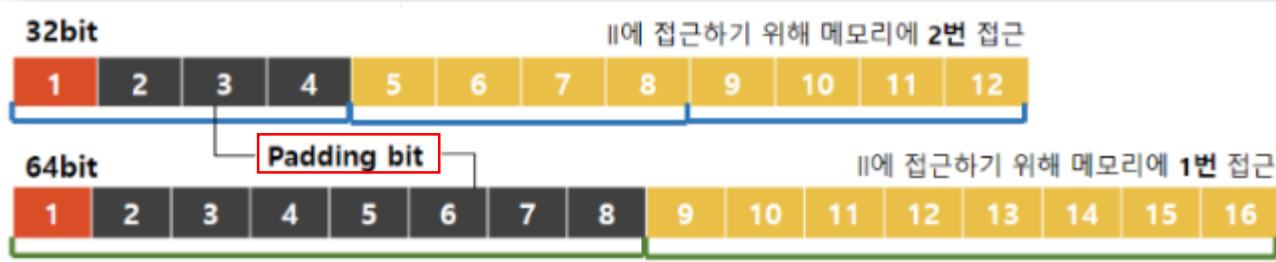 32bit
ll에 접근하기 위해 메모리에 2번 접근
1 2 3 4 5 6 7 8 9 10 11 12
Padding bit
64bit
ll에 접근하기 위해 메모리에 1번 접근
1 2 3 4 5 6 7 8 9 10 11 12 13 14 15 16